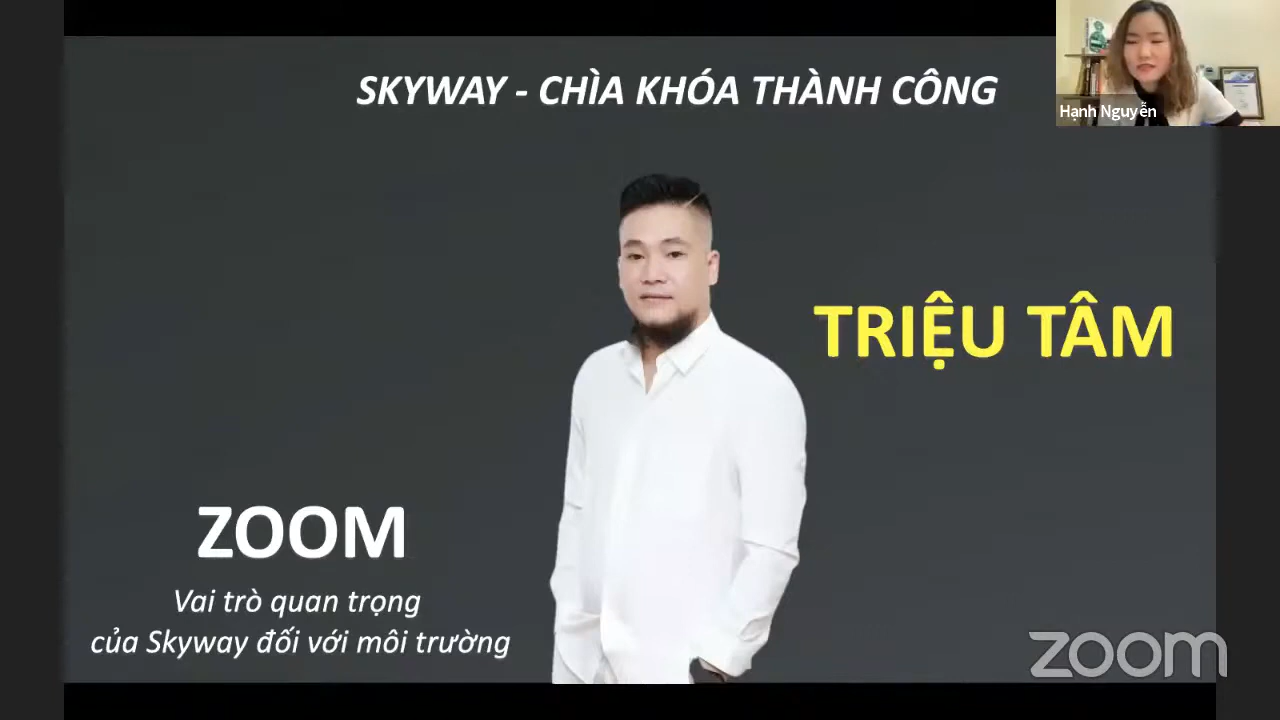 SKYWAY - CHÌA KHÓA THÀNH CÔNG
Hạnh Nguyễn
TRIỆU TÂM
ZOOM
Vai trò quan trọng
của Skyway đối với môi trường
zoom